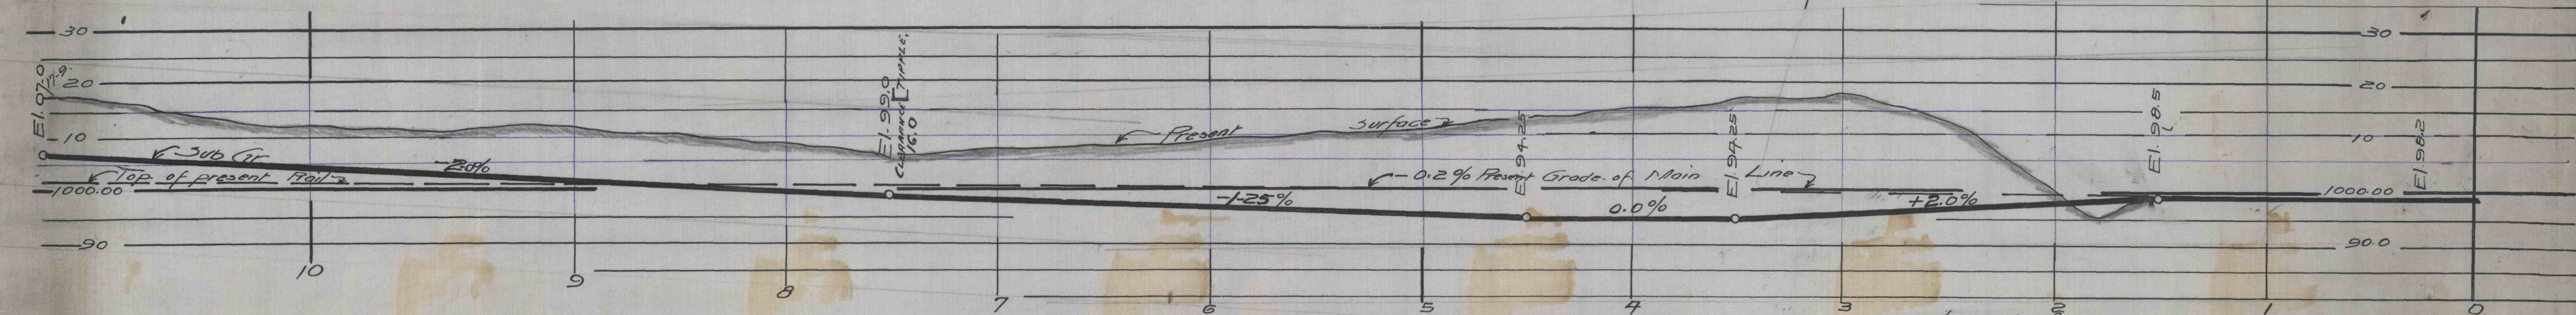 30
30
20
20
El. 07.0
El. 99.0
CLEARANCE TIPPLE,
16.0
El. 94.25
El. 94.25
El. 98.5
El. 98.2
10
10
Present surface
Sub Gr
-2.0%
Top of present Rail
-0.2% Present Grade of Main Line
1000.00
1000.00
-1.25%
0.0%
+2.0%
90
90.0
10
9
8
7
6
5
4
3
2
1
0